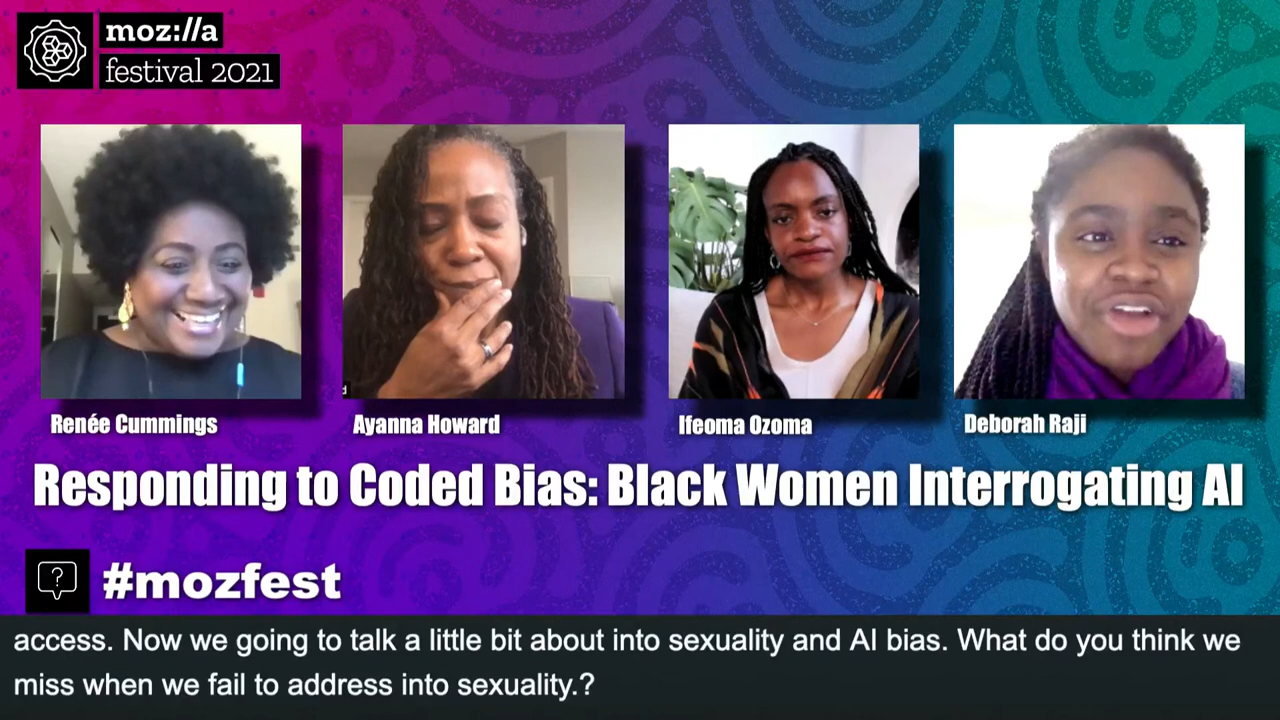 moz://a
festival 2021
Renée Cummings
Ayanna Howard
Ifeoma Ozoma
Deborah Raji
Responding to Coded Bias: Black Women Interrogating AI
?
#mozfest
access. Now we going to talk a little bit about into sexuality and AI bias. What do you think we
miss when we fail to address into sexuality.?